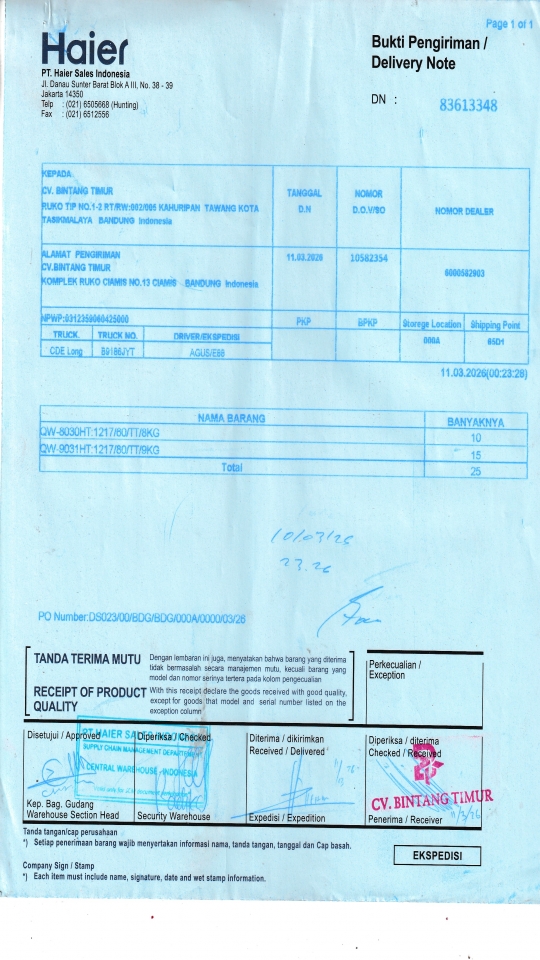 Page 1 of 1
Haier
PT. Haier Sales Indonesia
Jl. Danau Sunter Barat Blok A III, No. 38 - 39
Jakarta 14350
Telp : (021) 6505668 (Hunting)
Fax : (021) 6512556
Bukti Pengiriman /
Delivery Note
DN : 83613348
KEPADA
CV. BINTANG TIMUR
RUKO TIP NO.1-2 RT/RW:002/005 KAHURIPAN TAWANG KOTA
TASIKMALAYA BANDUNG Indonesia
TANGGAL
D.N
NOMOR
D.O.V/SO
NOMOR DEALER
ALAMAT PENGIRIMAN
CV.BINTANG TIMUR
KOMPLEK RUKO CIAMIS NO.13 CIAMIS BANDUNG Indonesia
11.03.2026
10582354
6000582903
NPWP:0312359060425000
PKP
BPKP
Storege Location
Shipping Point
000A
65D1
TRUCK. TRUCK NO. DRIVER/EKSPEDISI
CDE Long B9186JYT AGUS/E68
11.03.2026(00:23:26)
NAMA BARANG BANYAKNYA
QW-8030HT:1217/80/TT/8KG 10
QW-9031HT:1217/80/TT/9KG 15
Total 25
10/03/26
23.26
PO Number:DS023/00/BDG/BDG/000A/0000/03/26
TANDA TERIMA MUTU
Dengan lembaran ini juga, menyatakan bahwa barang yang diterima
tidak bermasalah secara manajemen mutu, kecuali barang yang
model dan nomor serinya tertera pada kolom pengecualian
RECEIPT OF PRODUCT
QUALITY
With this receipt declare the goods received with good quality,
except for goods that model and serial number listed on the
exception column
Perkecualian /
Exception
Disetujui / Approved
Diperiksa / Checked
Diterima / dikirimkan
Received / Delivered
Diperiksa / diterima
Checked / Received
PT.HAIER SALES
SUPPLY CHAIN MANAGEMENT DEPARTEMENT
CENTRAL WAREHOUSE - INDONESIA
CV. BINTANG TIMUR
11/3/26
Kep. Bag. Gudang
Warehouse Section Head
Security Warehouse
Expedisi / Expedition
Penerima / Receiver
Tanda tangan/cap perusahaan
*) Setiap penerimaan barang wajib menyertakan informasi nama, tanda tangan, tanggal dan Cap basah.
EKSPEDISI
Company Sign / Stamp
*) Each item must include name, signature, date and wet stamp information.